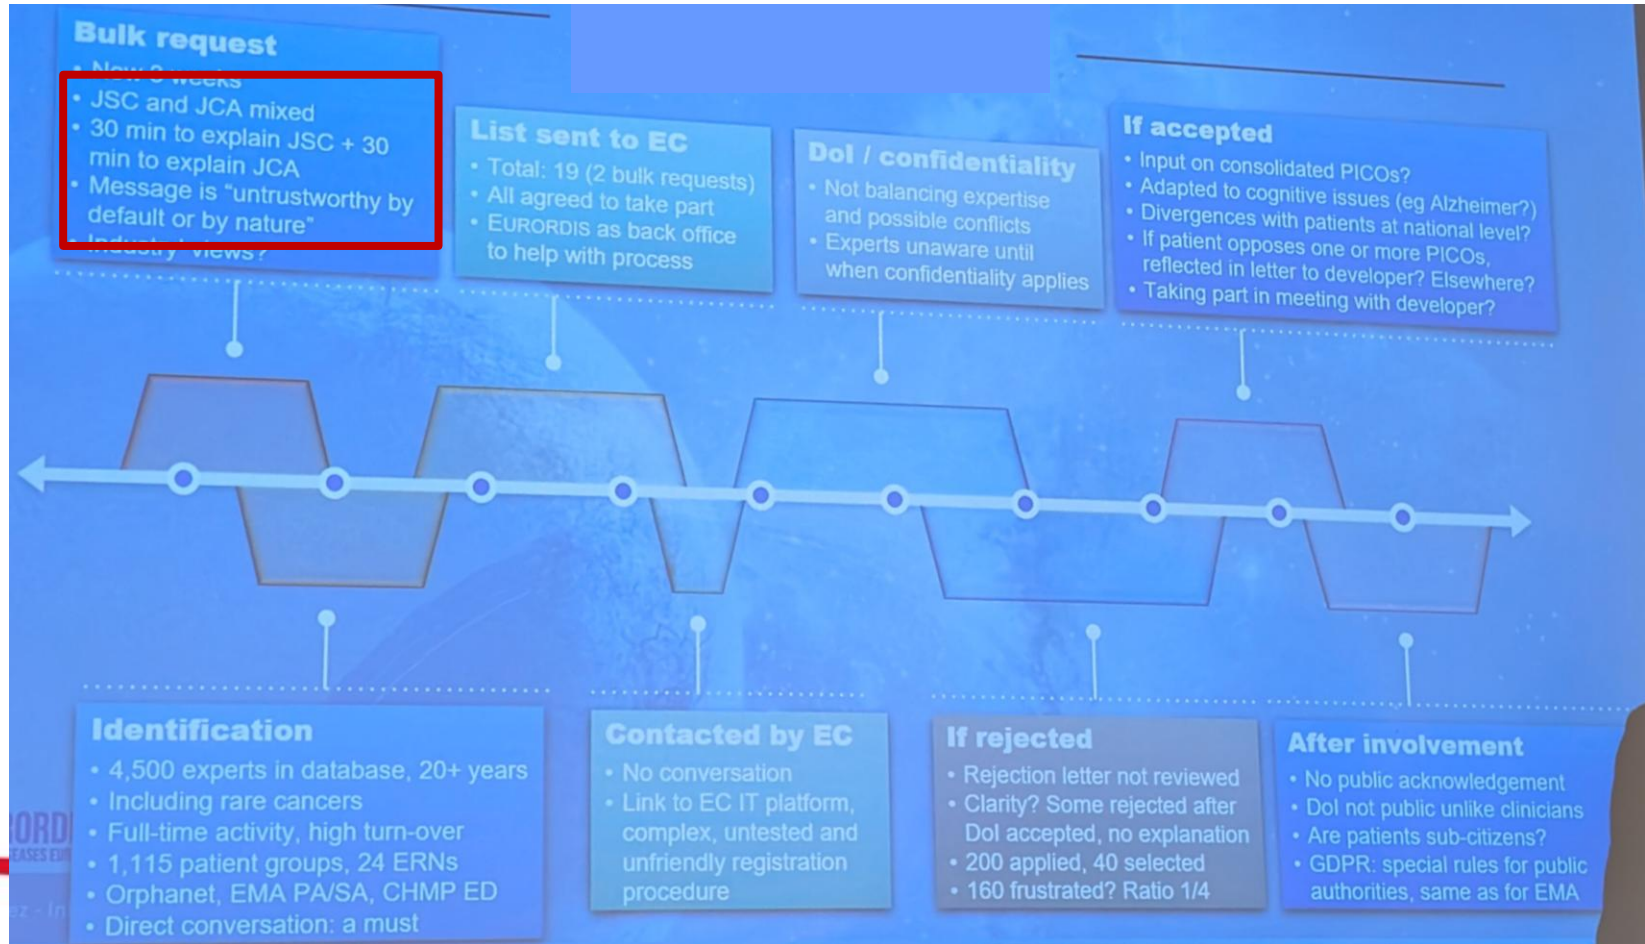 Bulk request
• Now 3 weeks
• JSC and JCA mixed
• 30 min to explain JSC + 30
min to explain JCA
• Message is “untrustworthy by
default or by nature”
• Industry' views?
List sent to EC
• Total: 19 (2 bulk requests)
• All agreed to take part
• EURORDIS as back office
to help with process
DoI / confidentiality
• Not balancing expertise
and possible conflicts
• Experts unaware until
when confidentiality applies
If accepted
• Input on consolidated PICOs?
• Adapted to cognitive issues (eg Alzheimer?)
• Divergences with patients at national level?
• If patient opposes one or more PICOs,
reflected in letter to developer? Elsewhere?
• Taking part in meeting with developer?
Identification
• 4,500 experts in database, 20+ years
• Including rare cancers
• Full-time activity, high turn-over
• 1,115 patient groups, 24 ERNs
• Orphanet, EMA PA/SA, CHMP ED
• Direct conversation: a must
Contacted by EC
• No conversation
• Link to EC IT platform,
complex, untested and
unfriendly registration
procedure
If rejected
• Rejection letter not reviewed
• Clarity? Some rejected after
DoI accepted, no explanation
• 200 applied, 40 selected
• 160 frustrated? Ratio 1/4
After involvement
• No public acknowledgement
• DoI not public unlike clinicians
• Are patients sub-citizens?
• GDPR: special rules for public
authorities, same as for EMA